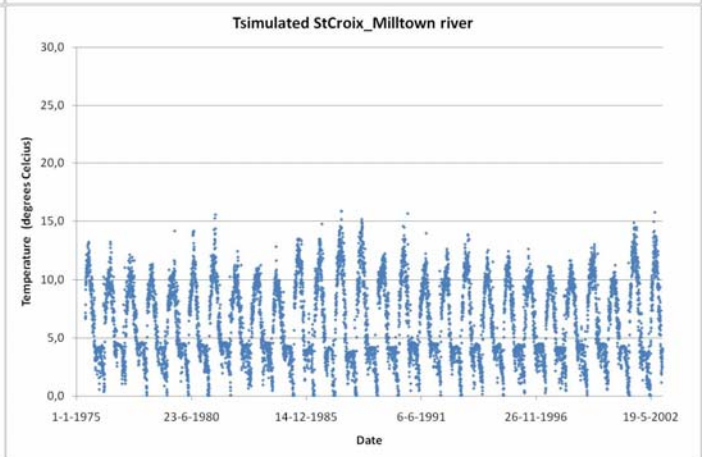 Tsimulated StCroix_Milltown river
30,0
25,0
20,0
15,0
10,0
5,0
0,0
Temperature (degrees Celcius)
1-1-1975 23-6-1980 14-12-1985 6-6-1991 26-11-1996 19-5-2002
Date